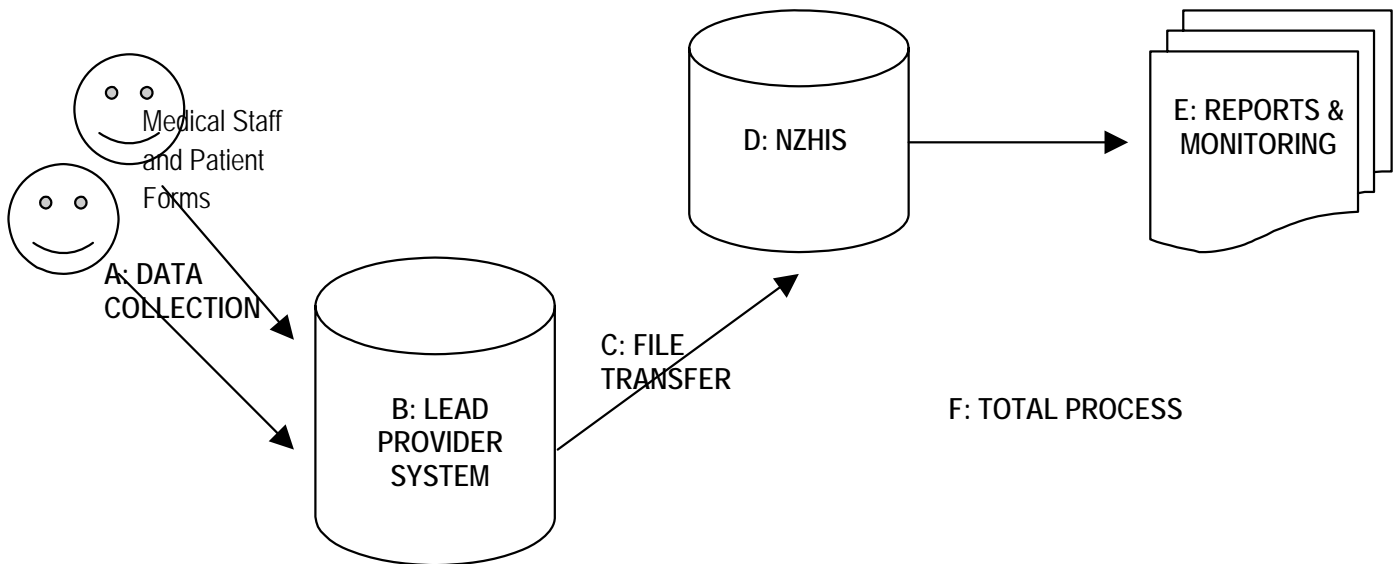 Medical Staff
and Patient
Forms
A: DATA
COLLECTION
B: LEAD
PROVIDER
SYSTEM
C: FILE
TRANSFER
D: NZHIS
E: REPORTS &
MONITORING
F: TOTAL PROCESS